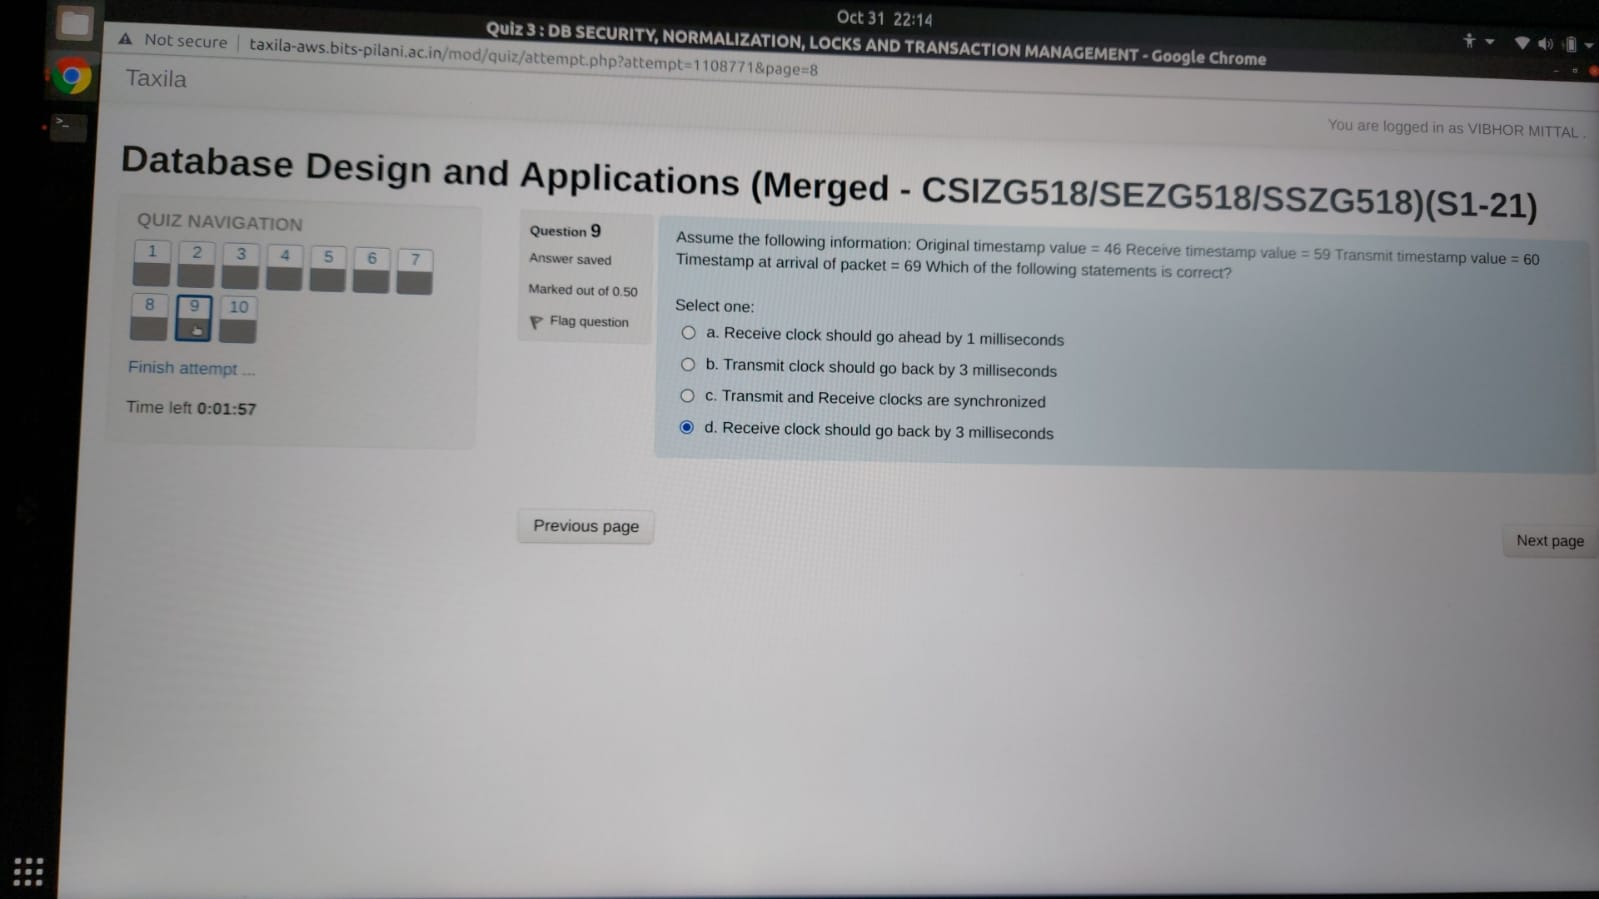 Oct 31 22:14
Quiz 3 : DB SECURITY, NORMALIZATION, LOCKS AND TRANSACTION MANAGEMENT - Google Chrome
Not secure | taxila-aws.bits-pilani.ac.in/mod/quiz/attempt.php?attempt=1108771&page=8
Taxila
You are logged in as VIBHOR MITTAL .
Database Design and Applications (Merged - CSIZG518/SEZG518/SSZG518)(S1-21)
QUIZ NAVIGATION
1 2 3 4 5 6 7
8 9 10
Finish attempt ...
Time left 0:01:57
Question 9
Answer saved
Marked out of 0.50
Flag question
Assume the following information: Original timestamp value = 46 Receive timestamp value = 59 Transmit timestamp value = 60
Timestamp at arrival of packet = 69 Which of the following statements is correct?
Select one:
a. Receive clock should go ahead by 1 milliseconds
b. Transmit clock should go back by 3 milliseconds
c. Transmit and Receive clocks are synchronized
d. Receive clock should go back by 3 milliseconds
Previous page
Next page